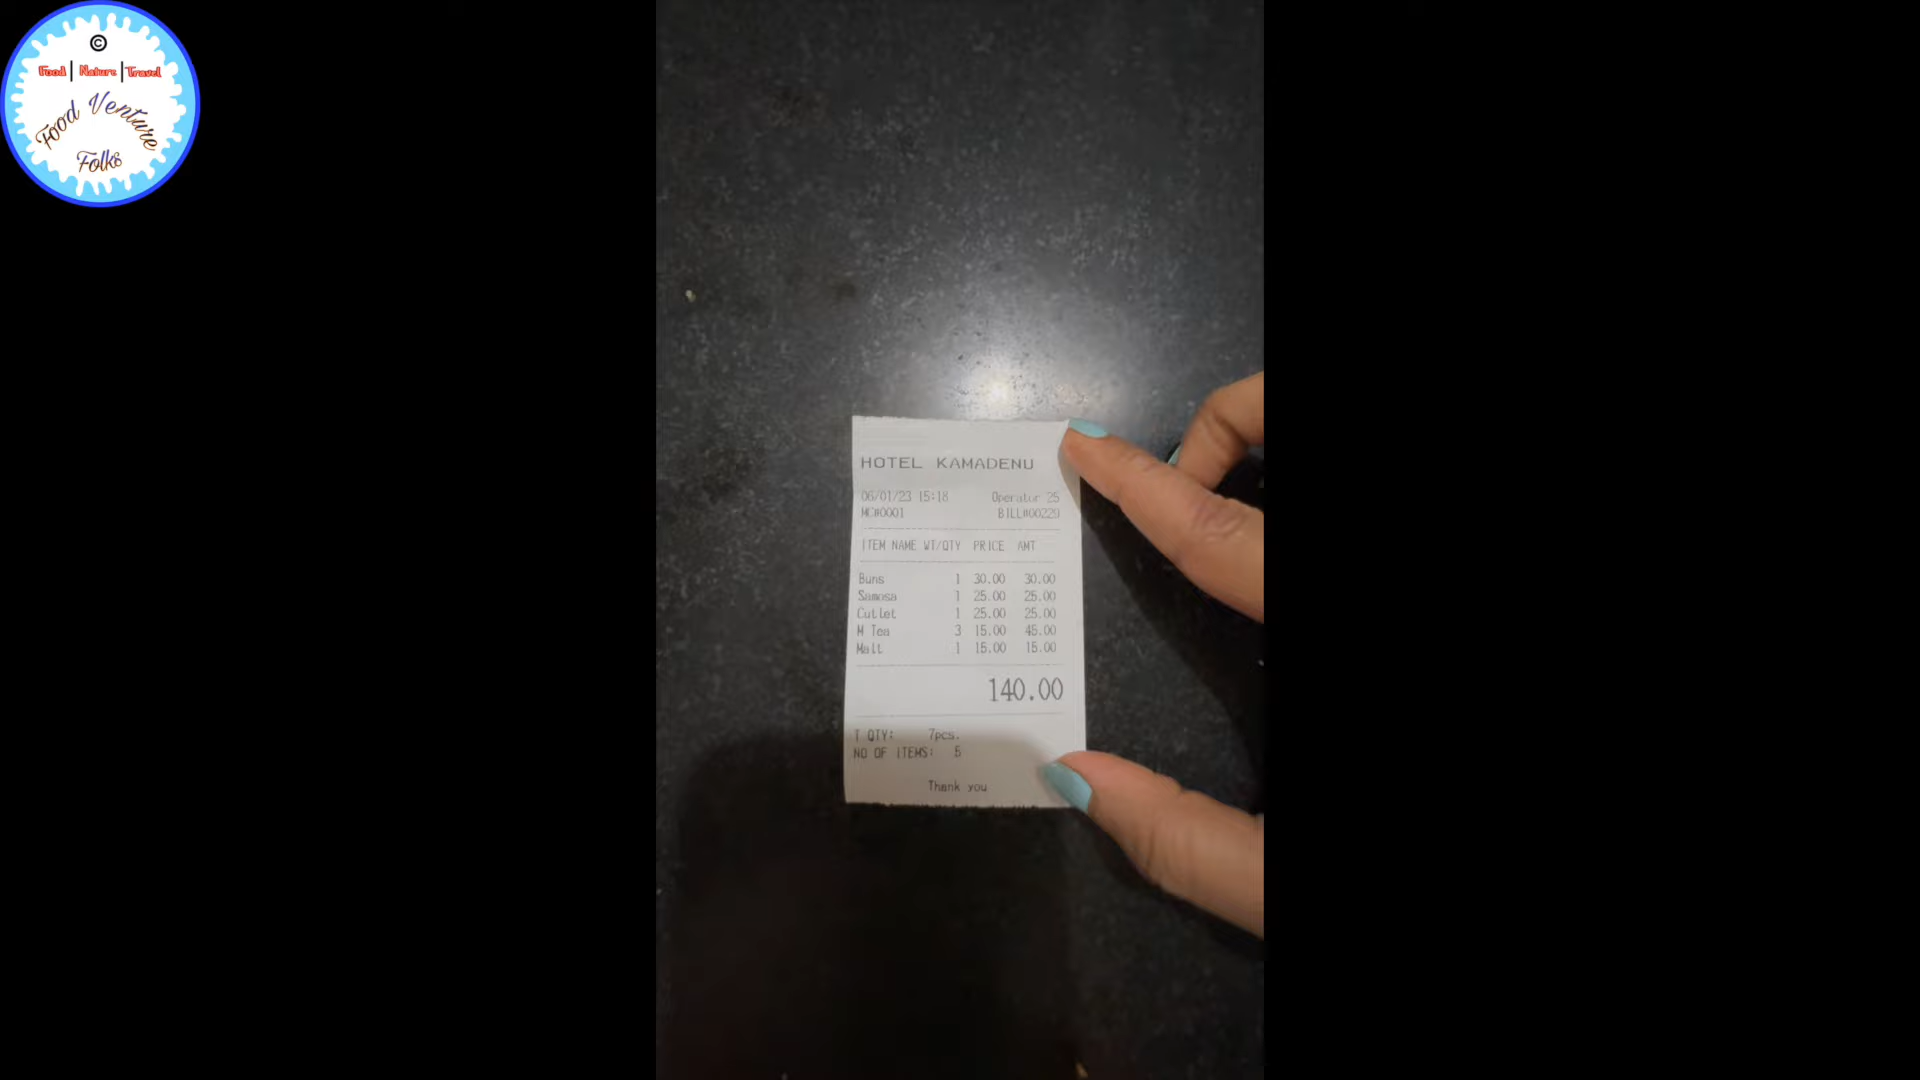 ©
Food | Nature | Travel
Food Venture
Folks
HOTEL KAMADENU
06/01/23 15:18 Operator 25
MC#0001 BILL#00229
ITEM NAME WT/QTY PRICE AMT
Buns 1 30.00 30.00
Samosa 1 25.00 25.00
Cutlet 1 25.00 25.00
M Tea 3 15.00 45.00
Malt 1 15.00 15.00
140.00
T QTY: 7pcs.
NO OF ITEMS: 5
Thank you